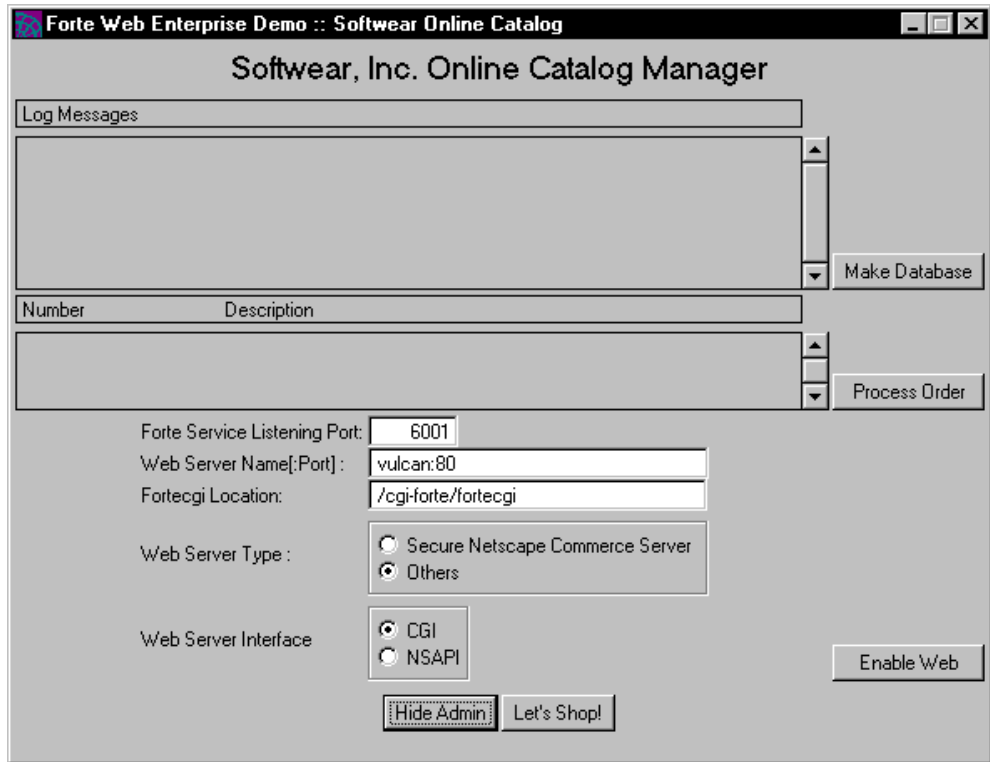 Forte Web Enterprise Demo :: Softwear Online Catalog
Softwear, Inc. Online Catalog Manager
Log Messages
Make Database
Number Description
Process Order
Forte Service Listening Port: 6001
Web Server Name[:Port] : vulcan:80
Fortecgi Location: /cgi-forte/fortecgi
Web Server Type :
Secure Netscape Commerce Server
Others
Web Server Interface
CGI
NSAPI
Enable Web
Hide Admin Let's Shop!